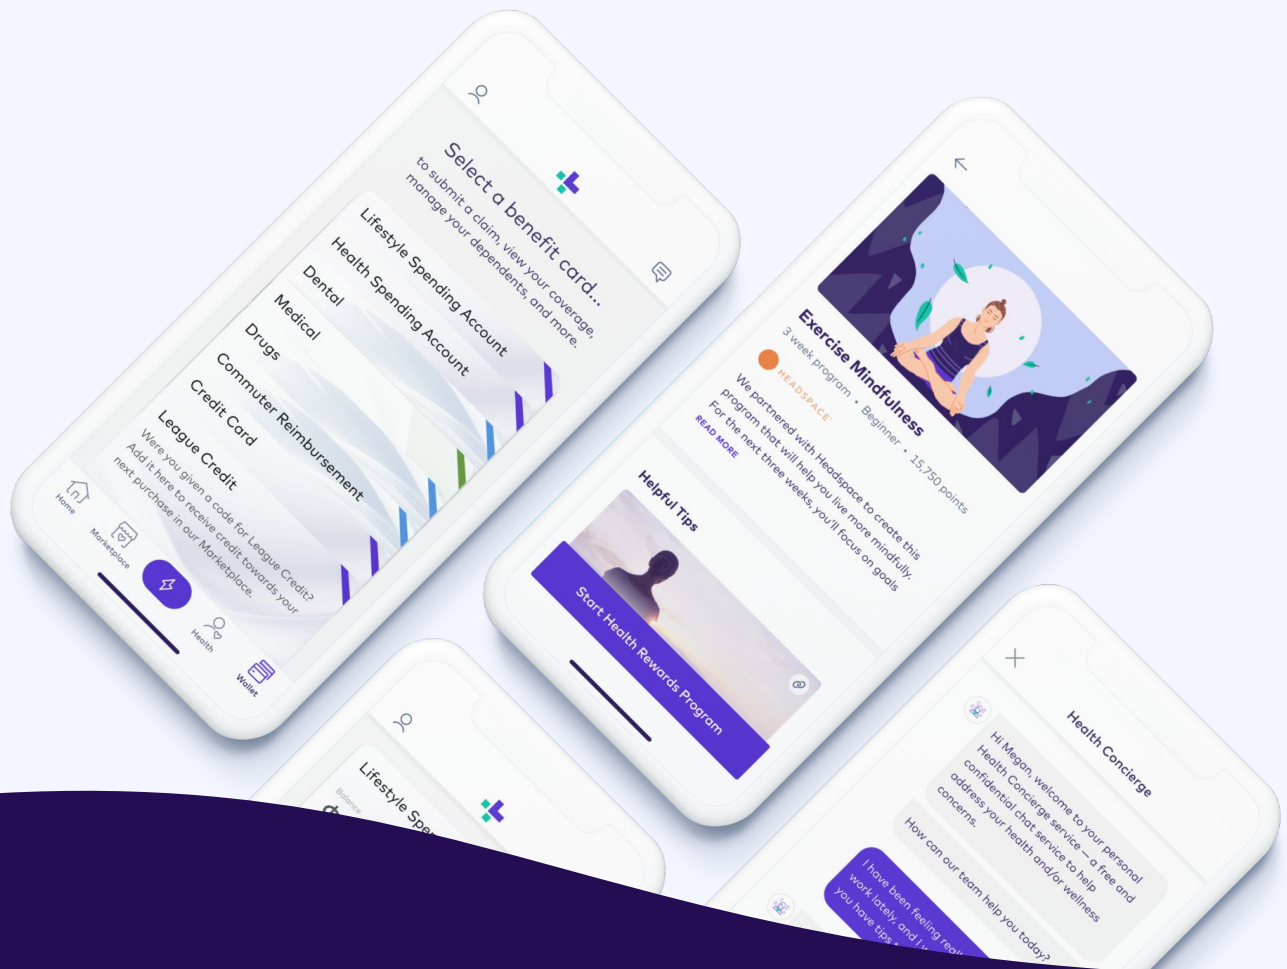 Select a benefit card...
to submit a claim, view your coverage,
manage your dependents, and more.
Lifestyle Spending Account
Health Spending Account
Dental
Medical
Drugs
Commuter Reimbursement
Credit Card
League Credit
Were you given a code for League Credit?
Add it here to receive credit towards your
next purchase in our Marketplace.
Home
Marketplace
Health
Wallet
Exercise Mindfulness
3 week program • Beginner • 15,750 points
HEADSPACE
We partnered with Headspace to create this
program that will help you live more mindfully.
For the next three weeks, you'll focus on goals
READ MORE
Helpful Tips
Start Health Rewards Program
Lifestyle Spe
Balance
Health Concierge
Hi Megan, welcome to your personal
Health Concierge service — a free and
confidential chat service to help
address your health and/or wellness
concerns.
How can our team help you today?
I have been feeling
work lately, and I
you have tips